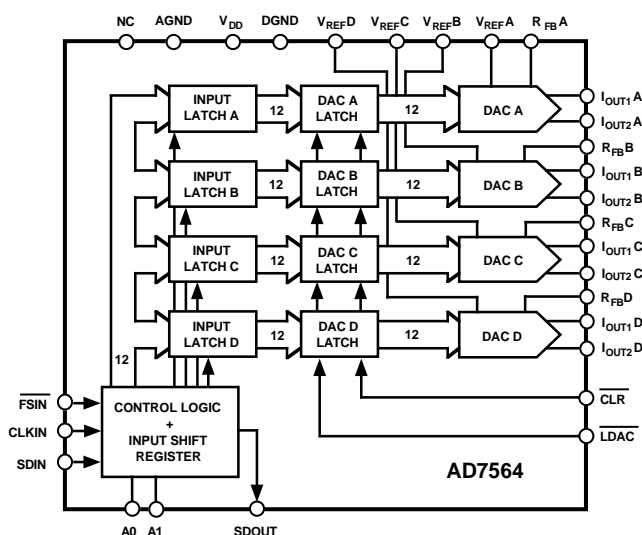 NC AGND VDD DGND VREFD VREFC VREFB VREFA RFBA
INPUT LATCH A
12
DAC A LATCH
12
DAC A
IOUT1A
IOUT2A
RFBB
INPUT LATCH B
12
DAC B LATCH
12
DAC B
IOUT1B
IOUT2B
RFBC
INPUT LATCH C
12
DAC C LATCH
12
DAC C
IOUT1C
IOUT2C
RFBD
INPUT LATCH D
12
DAC D LATCH
12
DAC D
IOUT1D
IOUT2D
12
FSIN
CLKIN
SDIN
CONTROL LOGIC
+
INPUT SHIFT
REGISTER
CLR
LDAC
AD7564
A0 A1 SDOUT